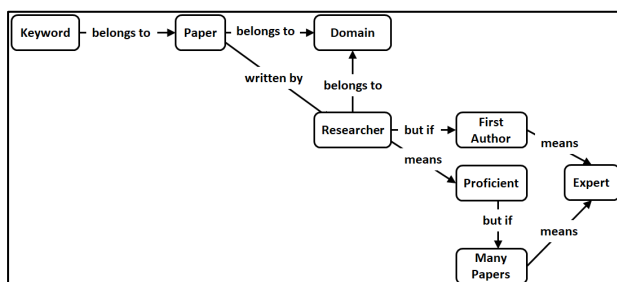 Keyword belongs to Paper belongs to Domain
written by belongs to
Researcher but if First
Author
means means
Proficient Expert
but if means
Many
Papers